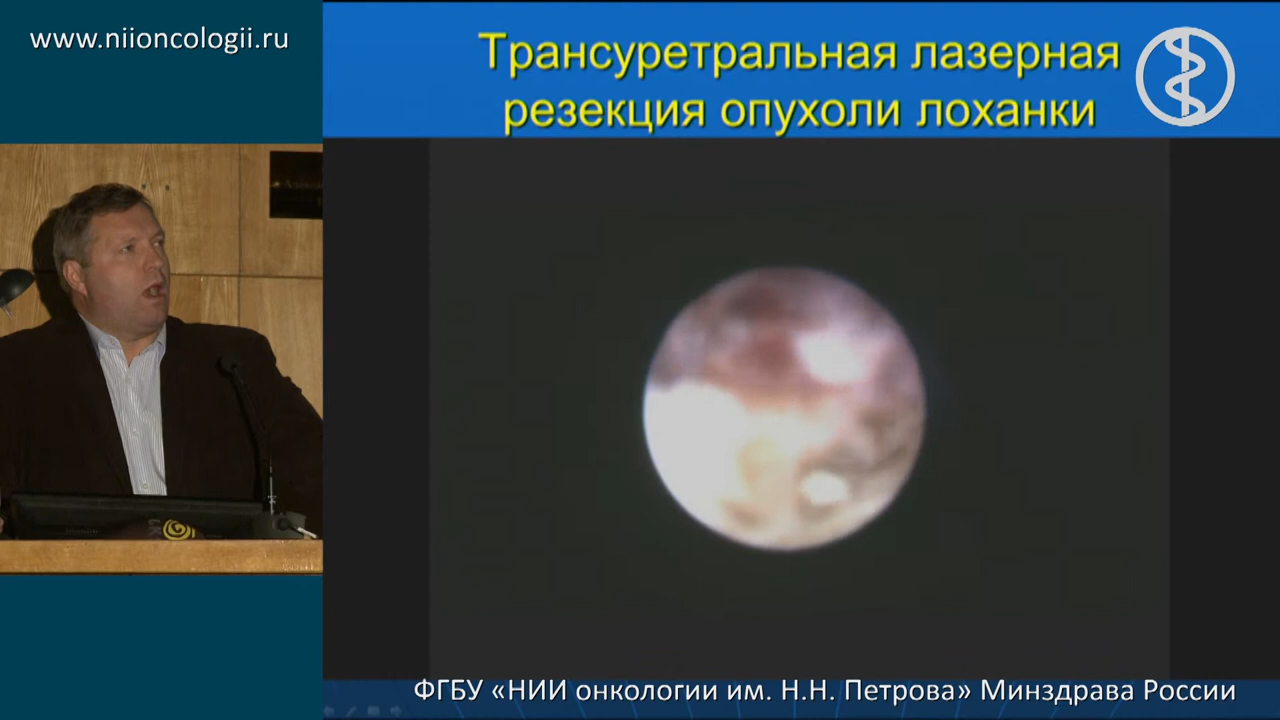 www.niioncologii.ru
Трансуретральная лазерная
резекция опухоли лоханки
ФГБУ «НИИ онкологии им. Н.Н. Петрова» Минздрава России